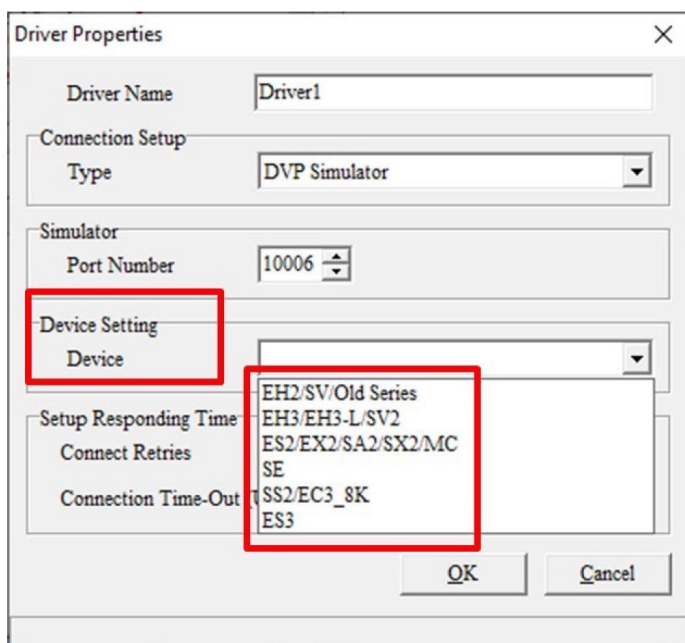 Driver Properties
Driver Name Driver1
Connection Setup
Type DVP Simulator
Simulator
Port Number 10006
Device Setting
Device
EH2/SV/Old Series
EH3/EH3-L/SV2
ES2/EX2/SA2/SX2/MC
SE
SS2/EC3_8K
ES3
Setup Responding Time
Connect Retries
Connection Time-Out
OK Cancel